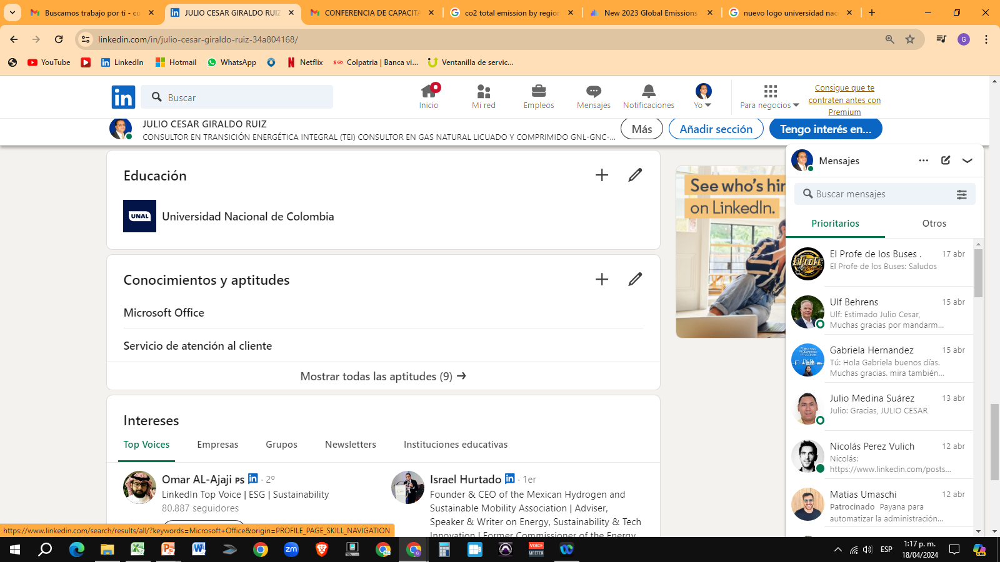 Buscamos trabajo por ti - cu
JULIO CESAR GIRALDO RUIZ
CONFERENCIA DE CAPACITA
co2 total emission by region
New 2023 Global Emissions
nuevo logo universidad nac
linkedin.com/in/julio-cesar-giraldo-ruiz-34a804168/
G
YouTube
LinkedIn
Hotmail
WhatsApp
Netflix
Colpatria | Banca vi...
Ventanilla de servic...
in
Buscar
Inicio
Mi red
Empleos
Mensajes
Notificaciones
Yo
Para negocios
Consigue que te
contraten antes con
Premium
JULIO CESAR GIRALDO RUIZ
CONSULTOR EN TRANSICIÓN ENERGÉTICA INTEGRAL (TEI) CONSULTOR EN GAS NATURAL LICUADO Y COMPRIMIDO GNL-GNC-...
Más
Añadir sección
Tengo interés en...
Educación
UNAL
Universidad Nacional de Colombia
Conocimientos y aptitudes
Microsoft Office
Servicio de atención al cliente
Mostrar todas las aptitudes (9) →
Intereses
Top Voices
Empresas
Grupos
Newsletters
Instituciones educativas
Omar AL-Ajaji ᴘs in · 2º
LinkedIn Top Voice | ESG | Sustainability
80.887 seguidores
Israel Hurtado in · 1er
Founder & CEO of the Mexican Hydrogen and
Sustainable Mobility Association | Adviser,
Speaker & Writer on Energy, Sustainability & Tech
Innovation | Former Commissioner of the Energy
See who's hir
on LinkedIn.
Mensajes
Buscar mensajes
Prioritarios
Otros
El Profe de los Buses .
17 abr
El Profe de los Buses: Saludos
Ulf Behrens
15 abr
Ulf: Estimado Julio Cesar,
Muchas gracias por mandarm...
Gabriela Hernandez
15 abr
Tú: Hola Gabriela buenos días.
Muchas gracias. mira también...
Julio Medina Suárez
13 abr
Julio: Gracias, JULIO CESAR
Nicolás Perez Vulich
12 abr
Nicolás:
https://www.linkedin.com/posts...
Matias Umaschi
12 abr
Patrocinado Payana para
automatizar la administración...
https://www.linkedin.com/search/results/all/?keywords=Microsoft+Office&origin=PROFILE_PAGE_SKILL_NAVIGATION
zm
VOICE
MEETER
ESP
1:17 p. m.
18/04/2024